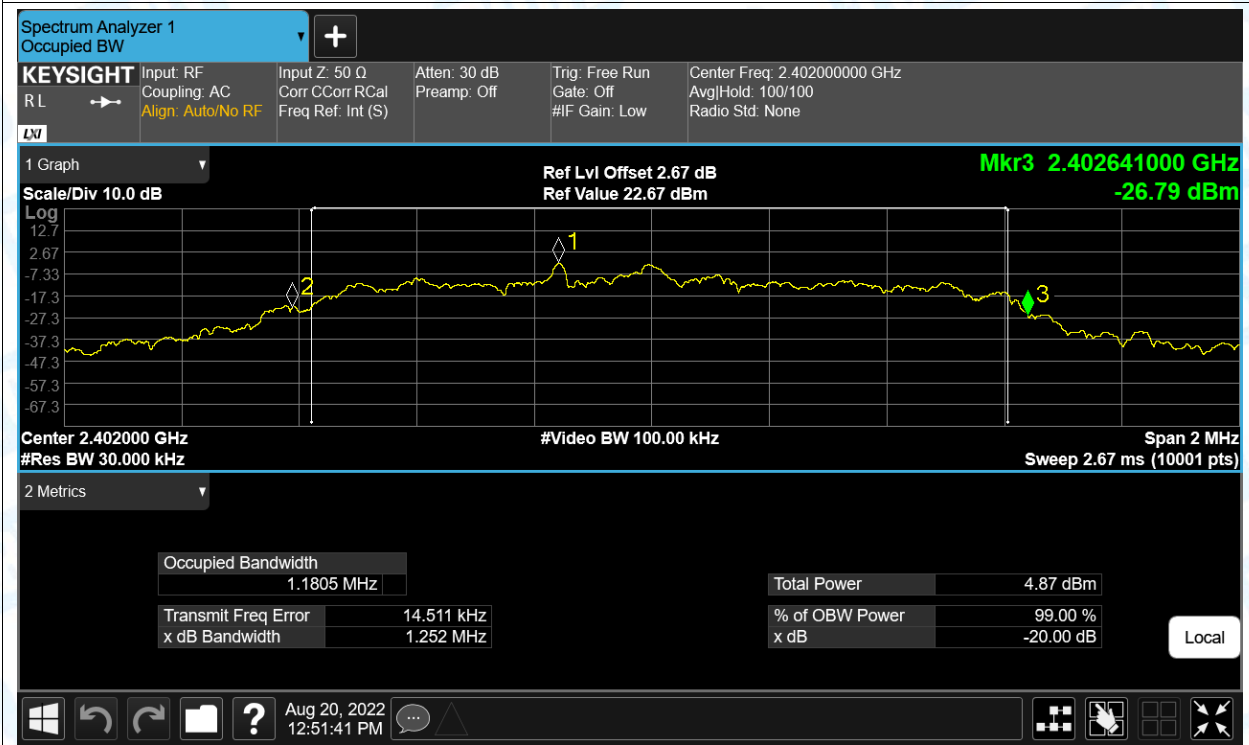 Spectrum Analyzer 1
Occupied BW
KEYSIGHT
R L
LXI
Input: RF
Coupling: AC
Align: Auto/No RF
Input Z: 50 Ω
Corr CCorr RCal
Freq Ref: Int (S)
Atten: 30 dB
Preamp: Off
Trig: Free Run
Gate: Off
#IF Gain: Low
Center Freq: 2.402000000 GHz
Avg|Hold: 100/100
Radio Std: None
1 Graph
Scale/Div 10.0 dB
Ref Lvl Offset 2.67 dB
Ref Value 22.67 dBm
Mkr3 2.402641000 GHz
-26.79 dBm
Log
12.7
2.67
-7.33
-17.3
-27.3
-37.3
-47.3
-57.3
-67.3
1
2
3
Center 2.402000 GHz
#Res BW 30.000 kHz
#Video BW 100.00 kHz
Span 2 MHz
Sweep 2.67 ms (10001 pts)
2 Metrics
Occupied Bandwidth
1.1805 MHz
Transmit Freq Error 14.511 kHz
x dB Bandwidth 1.252 MHz
Total Power 4.87 dBm
% of OBW Power 99.00 %
x dB -20.00 dB
Local
?
Aug 20, 2022
12:51:41 PM